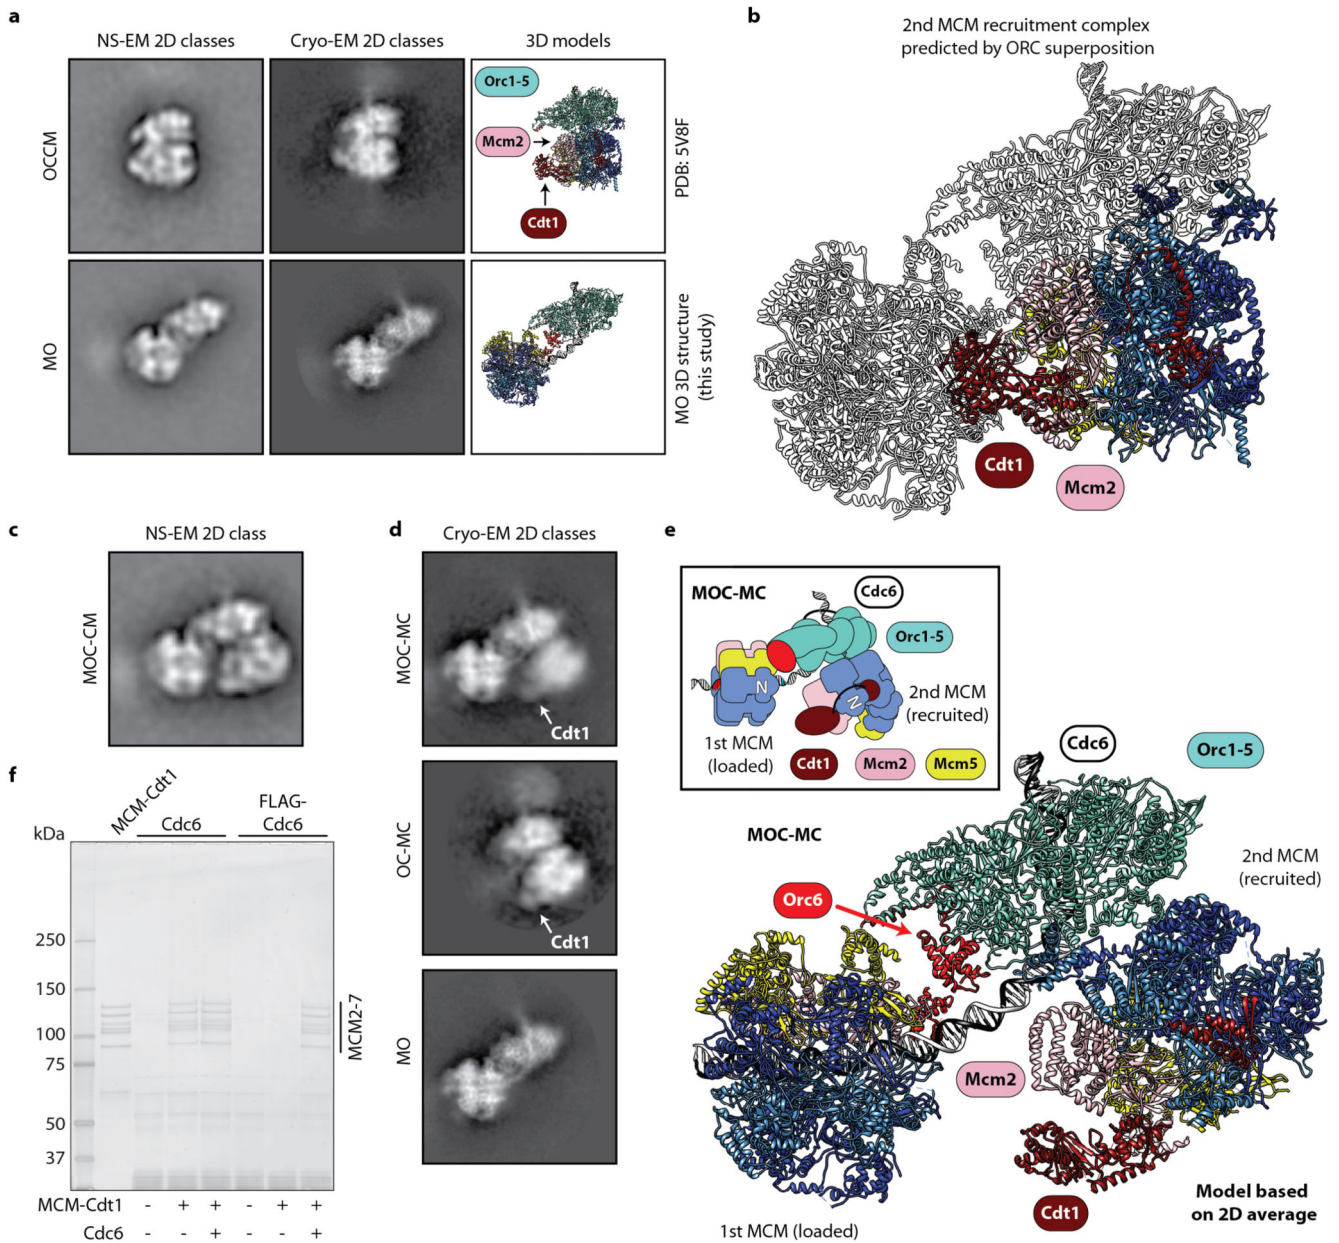 a
NS-EM 2D classes
Cryo-EM 2D classes
3D models
OCCM
Orc1-5
Mcm2
Cdt1
PDB: 5V8F
MO
MO 3D structure
(this study)
b
2nd MCM recruitment complex
predicted by ORC superposition
Cdt1
Mcm2
c
NS-EM 2D class
MOC-CM
d
Cryo-EM 2D classes
MOC-MC
Cdt1
OC-MC
Cdt1
MO
e
MOC-MC
Cdc6
Orc1-5
N
N
2nd MCM
(recruited)
1st MCM
(loaded)
Cdt1
Mcm2
Mcm5
Cdc6
Orc1-5
MOC-MC
2nd MCM
(recruited)
Orc6
Mcm2
Cdt1
1st MCM (loaded)
Model based
on 2D average
f
MCM-Cdt1
Cdc6
FLAG-
Cdc6
kDa
250
150
100
75
50
37
MCM2-7
MCM-Cdt1 - + + - + +
Cdc6 - - + - - +